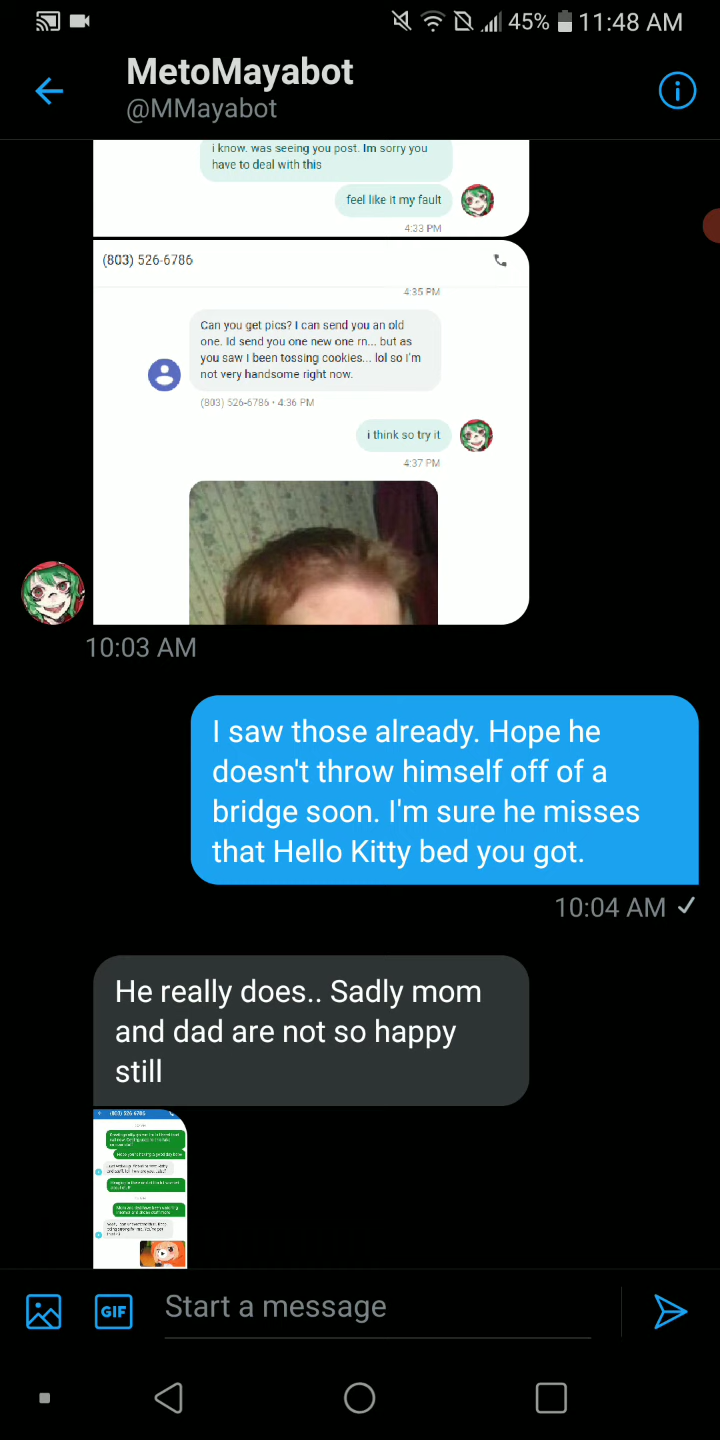 45% 11:48 AM
MetoMayabot
@MMayabot
i know. was seeing you post. Im sorry you
have to deal with this
feel like it my fault
4:33 PM
(803) 526-6786
4:35 PM
Can you get pics? I can send you an old
one. Id send you one new one rn... but as
you saw I been tossing cookies... lol so I'm
not very handsome right now.
(803) 526-6786 • 4:36 PM
i think so try it
4:37 PM
10:03 AM
I saw those already. Hope he
doesn't throw himself off of a
bridge soon. I'm sure he misses
that Hello Kitty bed you got.
10:04 AM
He really does.. Sadly mom
and dad are not so happy
still
(803) 526 6786
GIF
Start a message